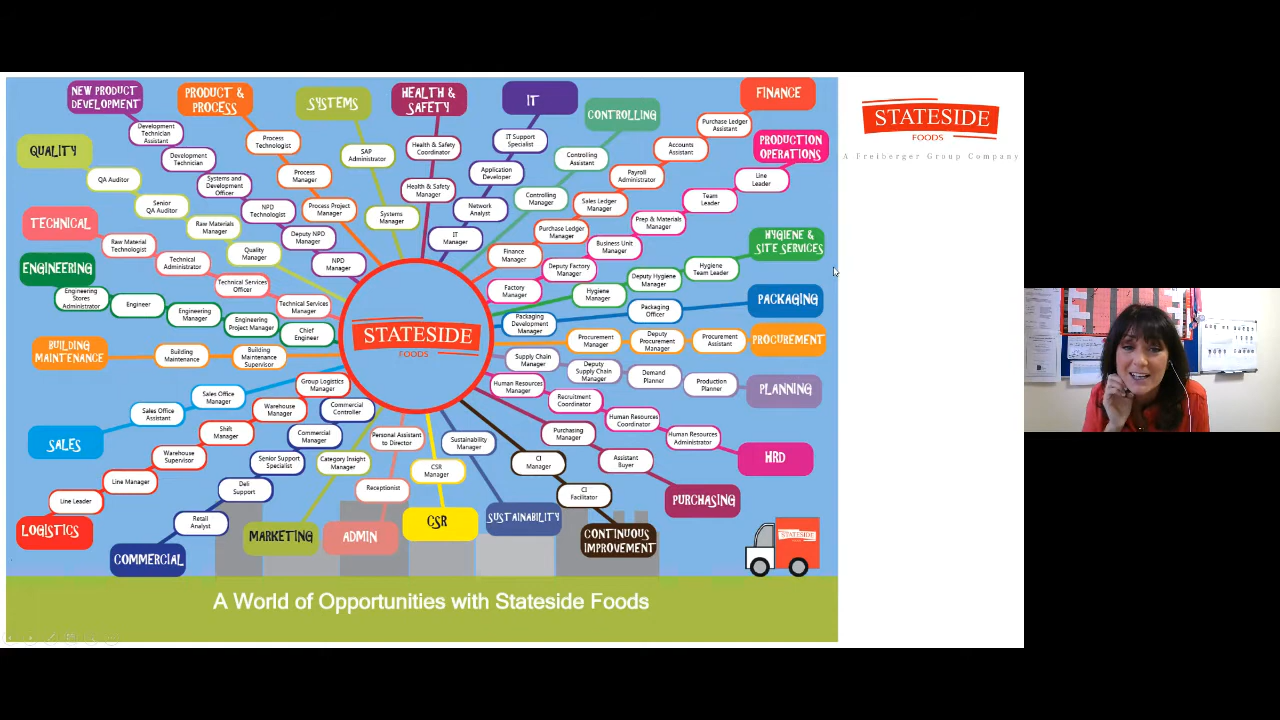 NEW PRODUCT
DEVELOPMENT
Development
Technician
Assistant
Development
Technician
Systems and
Development
Officer
NPD
Technologist
Deputy NPD
Manager
NPD
Manager
PRODUCT &
PROCESS
Process
Technologist
Process
Manager
Process Project
Manager
SYSTEMS
SAP
Administrator
Systems
Manager
HEALTH &
SAFETY
Health & Safety
Coordinator
Health & Safety
Manager
IT
IT Support
Specialist
Application
Developer
Network
Analyst
IT
Manager
CONTROLLING
Controlling
Assistant
Controlling
Manager
FINANCE
Purchase Ledger
Assistant
Accounts
Assistant
Payroll
Administrator
Sales Ledger
Manager
Purchase Ledger
Manager
Finance
Manager
PRODUCTION
OPERATIONS
Line
Leader
Team
Leader
Prep & Materials
Manager
Business Unit
Manager
Deputy Factory
Manager
Factory
Manager
HYGIENE &
SITE SERVICES
Hygiene
Team Leader
Deputy Hygiene
Manager
Hygiene
Manager
PACKAGING
Packaging
Officer
Packaging
Development
Manager
PROCUREMENT
Procurement
Assistant
Deputy
Procurement
Manager
Procurement
Manager
PLANNING
Production
Planner
Demand
Planner
Deputy
Supply Chain
Manager
Supply Chain
Manager
HRD
Human Resources
Administrator
Human Resources
Coordinator
Recruitment
Coordinator
Human Resources
Manager
PURCHASING
Assistant
Buyer
Purchasing
Manager
CONTINUOUS
IMPROVEMENT
CI
Facilitator
CI
Manager
SUSTAINABILITY
Sustainability
Manager
CSR
CSR
Manager
ADMIN
Receptionist
Personal Assistant
to Director
MARKETING
Category Insight
Manager
COMMERCIAL
Retail
Analyst
Deli
Support
Senior Support
Specialist
Commercial
Manager
Commercial
Controller
LOGISTICS
Line Leader
Line Manager
Warehouse
Supervisor
Shift
Manager
Warehouse
Manager
Group Logistics
Manager
SALES
Sales Office
Assistant
Sales Office
Manager
BUILDING
MAINTENANCE
Building
Maintenance
Building
Maintenance
Supervisor
ENGINEERING
Engineering
Stores
Administrator
Engineer
Engineering
Manager
Engineering
Project Manager
Chief
Engineer
TECHNICAL
Raw Material
Technologist
Technical
Administrator
Technical Services
Officer
Technical Services
Manager
QUALITY
QA Auditor
Senior
QA Auditor
Raw Materials
Manager
Quality
Manager
STATESIDE
FOODS
STATESIDE
A World of Opportunities with Stateside Foods
STATESIDE
FOODS
A Freiberger Group Company